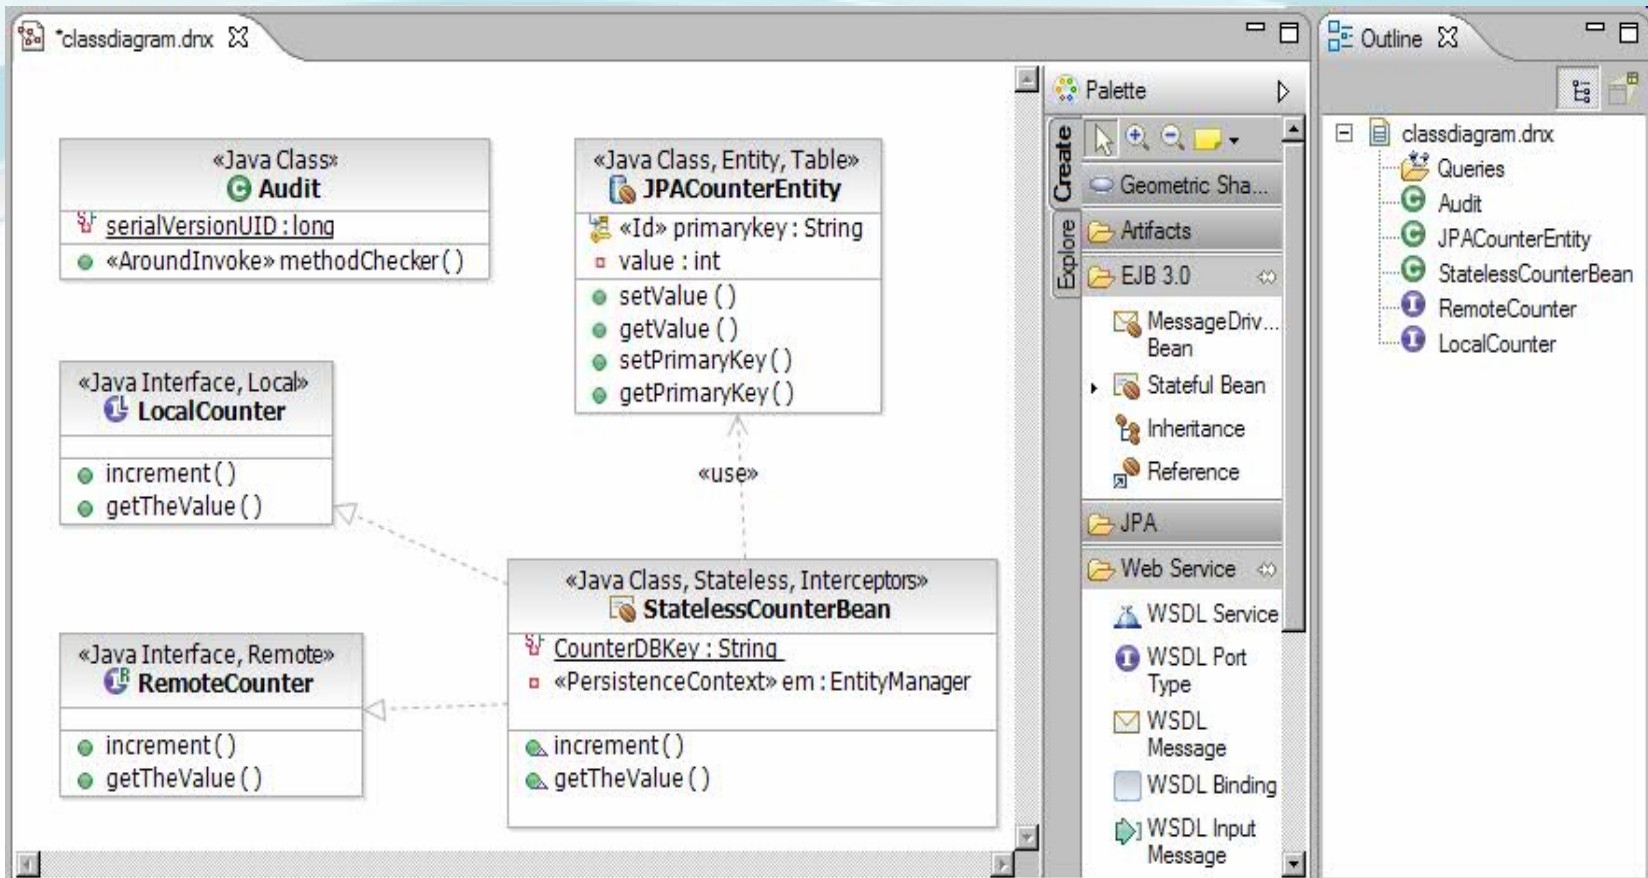 *classdiagram.dnx
«Java Class»
Audit
serialVersionUID : long
«AroundInvoke» methodChecker ( )
«Java Class, Entity, Table»
JPACounterEntity
«Id» primarykey : String
value : int
setValue ( )
getValue ( )
setPrimaryKey ( )
getPrimaryKey ( )
«Java Interface, Local»
LocalCounter
increment ( )
getTheValue ( )
«use»
«Java Class, Stateless, Interceptors»
StatelessCounterBean
CounterDBKey : String
«PersistenceContext» em : EntityManager
increment ( )
getTheValue ( )
«Java Interface, Remote»
RemoteCounter
increment ( )
getTheValue ( )
Palette
Create
Explore
Geometric Sha...
Artifacts
EJB 3.0
MessageDriv...
Bean
Stateful Bean
Inheritance
Reference
JPA
Web Service
WSDL Service
WSDL Port
Type
WSDL
Message
WSDL Binding
WSDL Input
Message
Outline
classdiagram.dnx
Queries
Audit
JPACounterEntity
StatelessCounterBean
RemoteCounter
LocalCounter